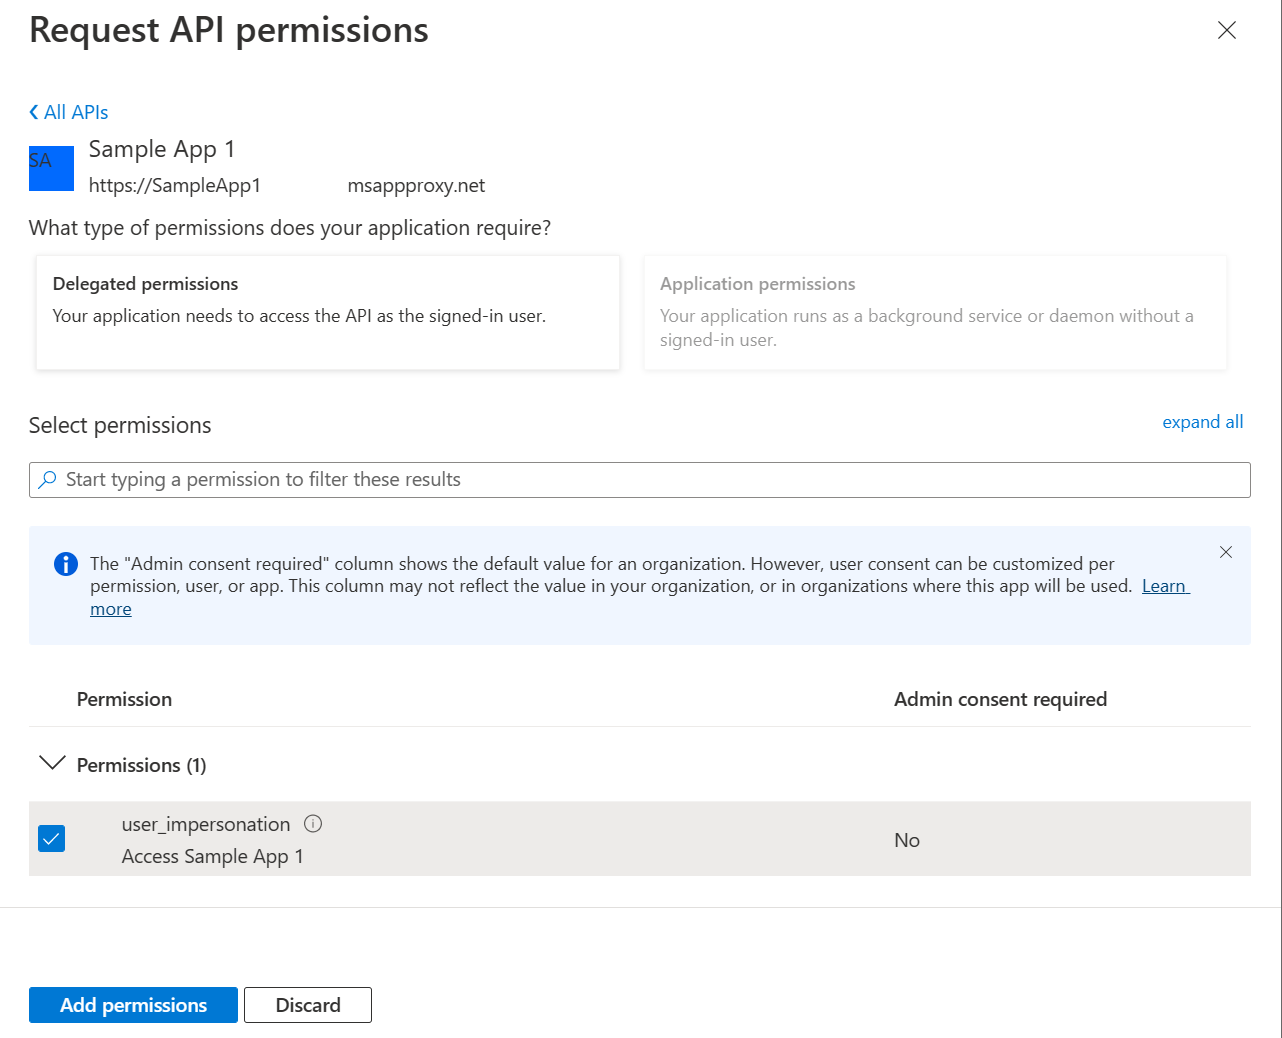 Request API permissions
All APIs
SA
Sample App 1
https://SampleApp1 msappproxy.net
What type of permissions does your application require?
Delegated permissions
Your application needs to access the API as the signed-in user.
Application permissions
Your application runs as a background service or daemon without a
signed-in user.
Select permissions
expand all
Start typing a permission to filter these results
The "Admin consent required" column shows the default value for an organization. However, user consent can be customized per
permission, user, or app. This column may not reflect the value in your organization, or in organizations where this app will be used. Learn
more
Permission Admin consent required
Permissions (1)
user_impersonation
Access Sample App 1
No
Add permissions Discard